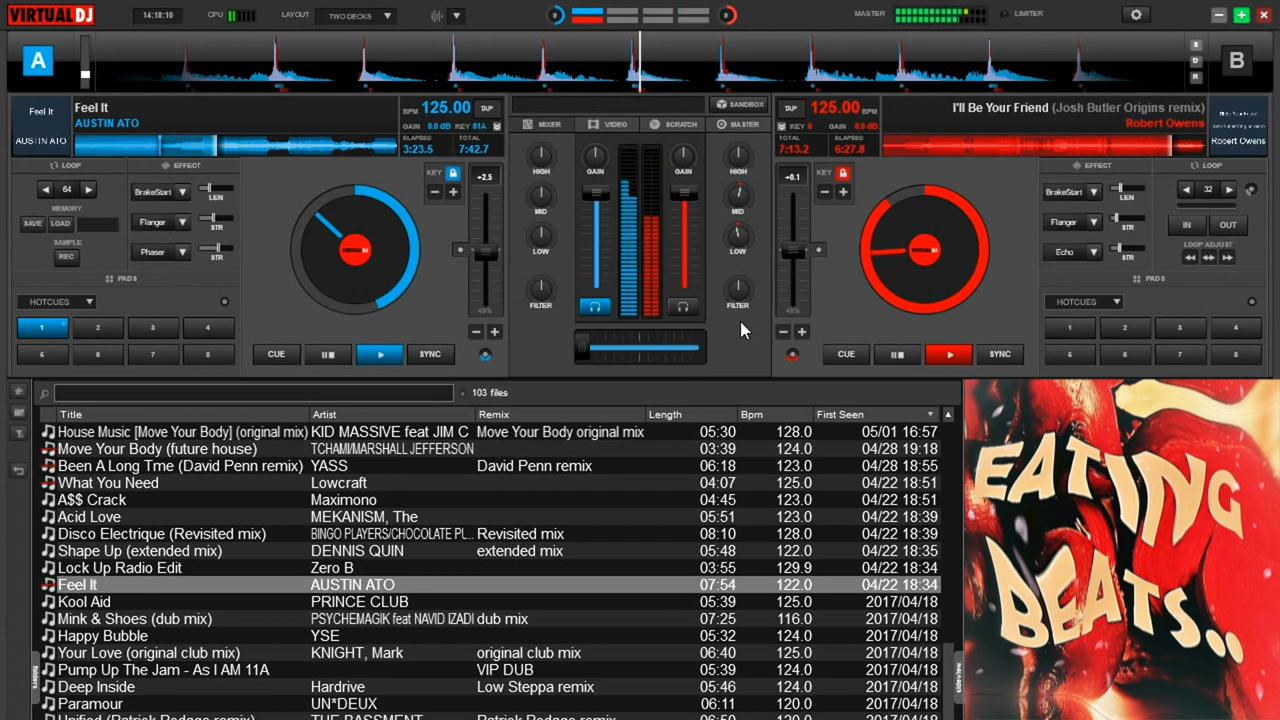 VIRTUAL DJ
14:18:10
CPU
LAYOUT
TWO DECKS
MASTER
LIMITER
A
S
D
R
B
Feel It
AUSTIN ATO
Feel It
AUSTIN ATO
BPM 125.00 TAP
GAIN 0.0 dB KEY 01A
ELAPSED TOTAL
3:23.5 7:42.7
SANDBOX
MIXER VIDEO SCRATCH MASTER
TAP BPM 125.00
KEY GAIN 0.0 dB
TOTAL ELAPSED
7:13.2 6:27.8
I'll Be Your Friend (Josh Butler Origins remix)
Robert Owens
Robert Owens
LOOP
64
MEMORY
SAVE LOAD
SAMPLE
REC
EFFECT
BrakeStart LEN
Flanger STR
Phaser STR
PADS
HOTCUES
1 2 3 4
5 6 7 8
KEY
+2.5
CUE SYNC
HIGH
MID
LOW
FILTER
GAIN GAIN
HIGH
MID
LOW
FILTER
+0.1
KEY
CUE SYNC
EFFECT
BrakeStart LEN
Flanger STR
Echo STR
LOOP
32
IN OUT
LOOP ADJUST
PADS
HOTCUES
1 2 3 4
5 6 7 8
103 files
Title Artist Remix Length Bpm First Seen
House Music [Move Your Body] (original mix) KID MASSIVE feat JIM C Move Your Body original mix 05:30 128.0 05/01 16:57
Move Your Body (future house) TCHAMI/MARSHALL JEFFERSON 03:39 124.0 04/28 19:18
Been A Long Tme (David Penn remix) YASS David Penn remix 06:18 123.0 04/28 18:55
What You Need Lowcraft 04:07 125.0 04/22 18:51
A$$ Crack Maximono 04:45 125.0 04/22 18:51
Acid Love MEKANISM, The 05:51 123.0 04/22 18:39
Disco Electrique (Revisited mix) BINGO PLAYERS/CHOCOLATE PU... Revisited mix 08:10 128.0 04/22 18:39
Shape Up (extended mix) DENNIS QUIN extended mix 05:48 122.0 04/22 18:35
Lock Up Radio Edit Zero B 03:55 129.9 04/22 18:34
Feel It AUSTIN ATO 07:54 122.0 04/22 18:34
Kool Aid PRINCE CLUB 05:39 125.0 2017/04/18
Mink & Shoes (dub mix) PSYCHEMAGIK feat NAVID IZADI dub mix 07:25 116.0 2017/04/18
Happy Bubble YSE 05:32 124.0 2017/04/18
Your Love (original club mix) KNIGHT, Mark original club mix 06:40 125.0 2017/04/18
Pump Up The Jam - As I AM 11A VIP DUB 05:39 124.0 2017/04/18
Deep Inside Hardrive Low Steppa remix 05:46 124.0 2017/04/18
Paramour UN*DEUX 06:11 120.0 2017/04/18
folders
sideview
EATING
BEATS..